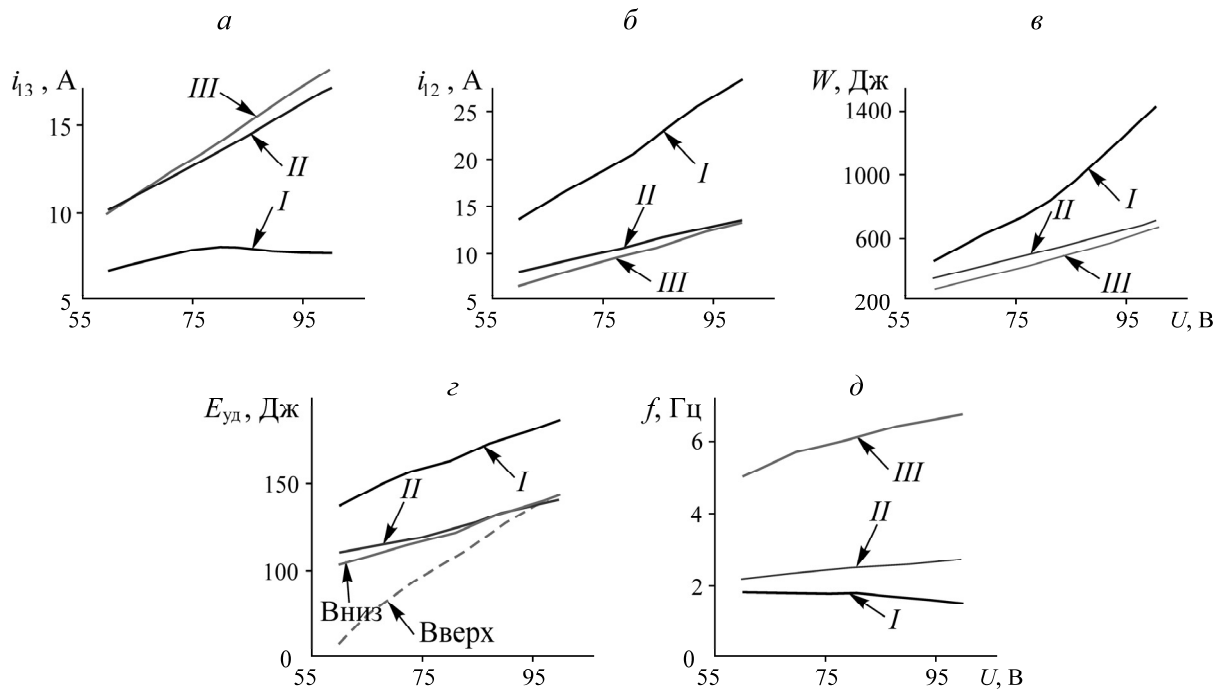 а
i₁₃ , А
15
10
5
55
75
95
III
II
I
б
i₁₂ , А
25
20
15
10
5
55
75
95
I
II
III
в
W, Дж
1400
1000
600
200
55
75
95
U, В
I
II
III
г
Eуд , Дж
150
100
0
55
75
95
I
II
Вниз
Вверх
д
f, Гц
6
4
2
0
55
75
95
U, В
III
II
I